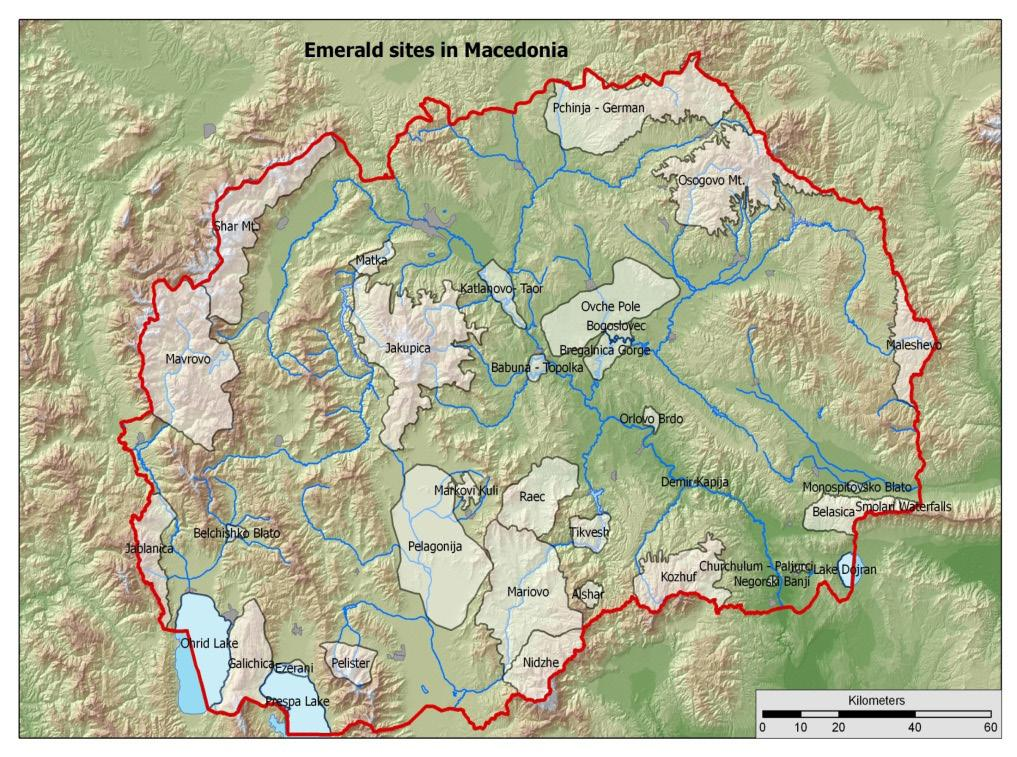 Emerald sites in Macedonia
Pchinja - German
Osogovo Mt.
Shar Mt.
Matka
Katlanovo- Taor
Ovche Pole
Bogoslovec
Bregalnica Gorge
Maleshevo
Mavrovo
Jakupica
Babuna - Topolka
Orlovo Brdo
Demir Kapija
Monospitovsko Blato
Smolari Waterfalls
Belasica
Markovi Kuli
Raec
Tikvesh
Belchishko Blato
Jablanica
Pelagonija
Churchulum - Paljurci
Lake Dojran
Negorski Banji
Kozhuf
Mariovo
Alshar
Ohrid Lake
Galichica
Ezerani
Pelister
Nidzhe
Prespa Lake
Kilometers
0 10 20 40 60